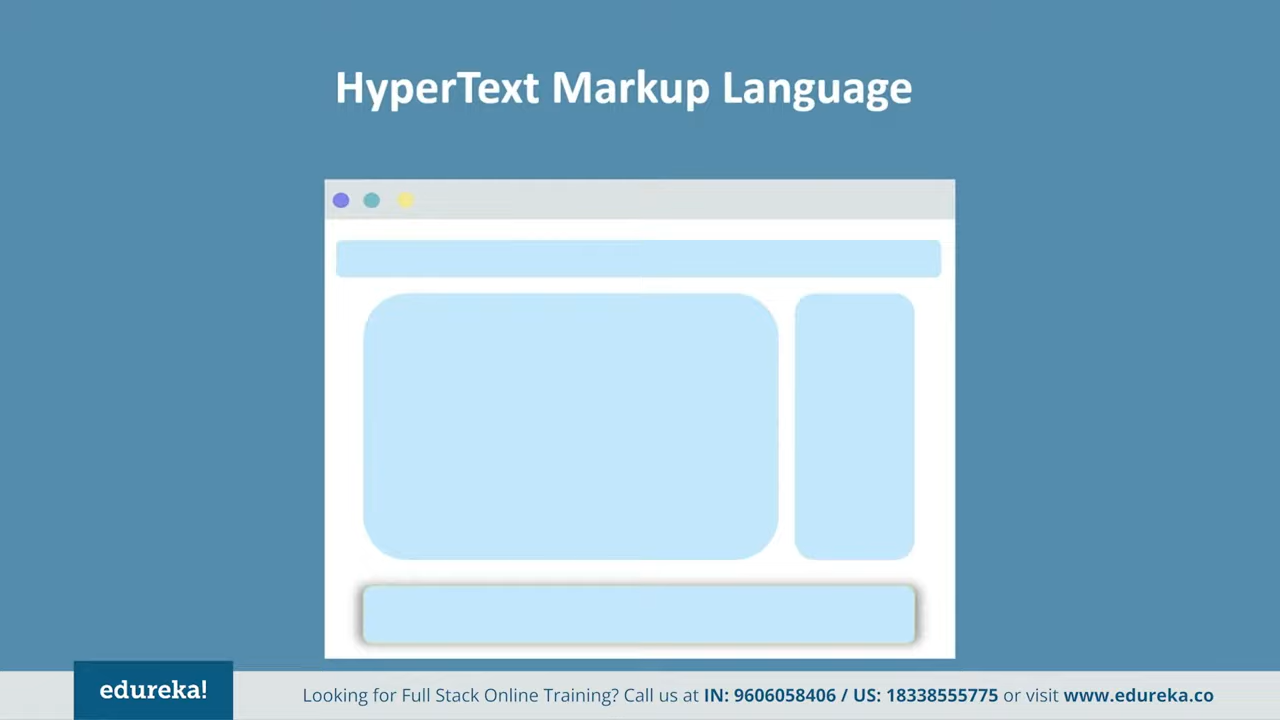 HyperText Markup Language
edureka!
Looking for Full Stack Online Training? Call us at IN: 9606058406 / US: 18338555775 or visit www.edureka.co